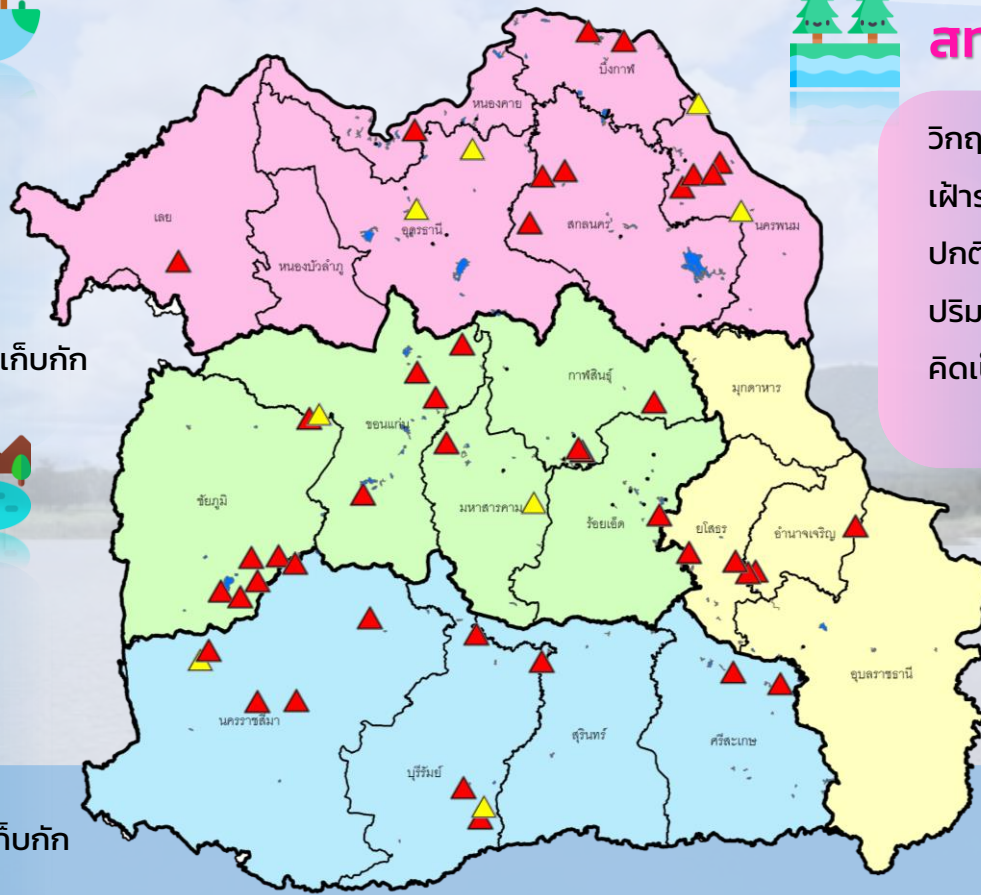 บึงกาฬ
หนองคาย
เลย
หนองบัวลำภู
อุดรธานี
สกลนคร
นครพนม
วิกฤ
เฝ้าร
ปกติ
ปริม
คิดเป
เก็บกัก
กาฬสินธุ์
มุกดาหาร
ขอนแก่น
ชัยภูมิ
มหาสารคาม
ร้อยเอ็ด
ยโสธร
อำนาจเจริญ
อุบลราชธานี
นครราชสีมา
บุรีรัมย์
สุรินทร์
ศรีสะเกษ
ก็บกัก